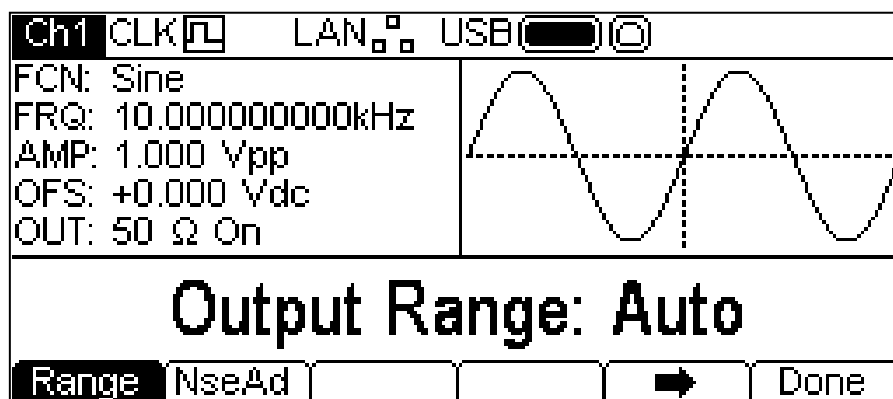 Ch1 CLK LAN USB
FCN: Sine
FRQ: 10.000000000kHz
AMP: 1.000 Vpp
OFS: +0.000 Vdc
OUT: 50 Ω On
Output Range: Auto
Range NseAd Done